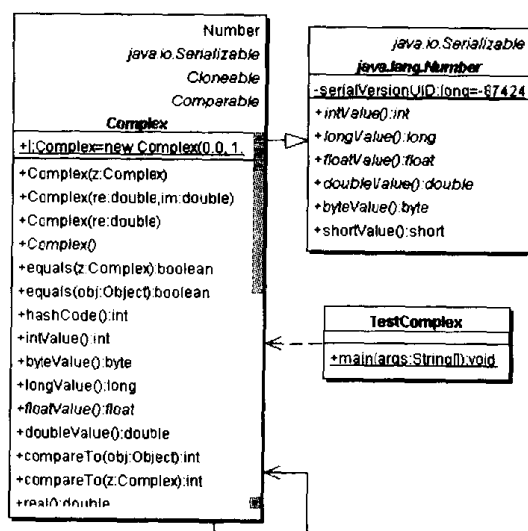 Number
java.io.Serializable
Cloneable
Comparable
Complex
+I:Complex=new Complex(0.0, 1.
+Complex(z:Complex)
+Complex(re:double,im:double)
+Complex(re:double)
+Complex()
+equals(z:Complex):boolean
+equals(obj:Object):boolean
+hashCode():int
+intValue():int
+byteValue():byte
+longValue():long
+floatValue():float
+doubleValue():double
+compareTo(obj:Object):int
+compareTo(z:Complex):int
+real():double
java.io.Serializable
java.lang.Number
-serialVersionUID:long=-87424
+intValue():int
+longValue():long
+floatValue():float
+doubleValue():double
+byteValue():byte
+shortValue():short
TestComplex
+main(args:String[]):void